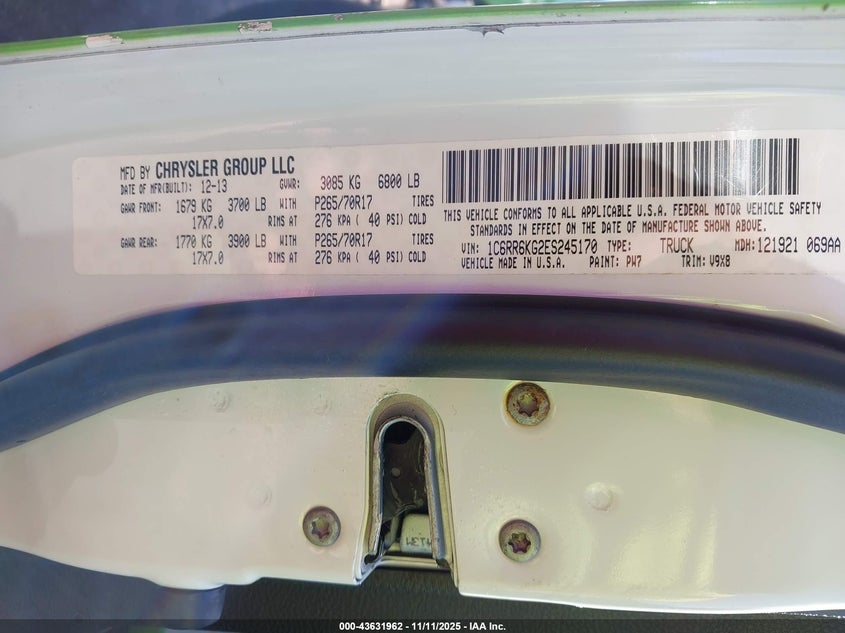 MFD BY CHRYSLER GROUP LLC
DATE OF MFR(BUILT): 12-13 GVWR: 3085 KG 6800 LB
GAWR FRONT: 1679 KG 3700 LB WITH P265/70R17 TIRES
17X7.0 RIMS AT 276 KPA ( 40 PSI) COLD
GAWR REAR: 1770 KG 3900 LB WITH P265/70R17 TIRES
17X7.0 RIMS AT 276 KPA ( 40 PSI) COLD
THIS VEHICLE CONFORMS TO ALL APPLICABLE U.S.A. FEDERAL MOTOR VEHICLE SAFETY
STANDARDS IN EFFECT ON THE DATE OF MANUFACTURE SHOWN ABOVE.
VIN: 1C6RR6KG2ES245170 TYPE: TRUCK MDH: 121921 069AA
VEHICLE MADE IN U.S.A. PAINT: PW7 TRIM: V9X8
000-43631962 - 11/11/2025 - IAA Inc.